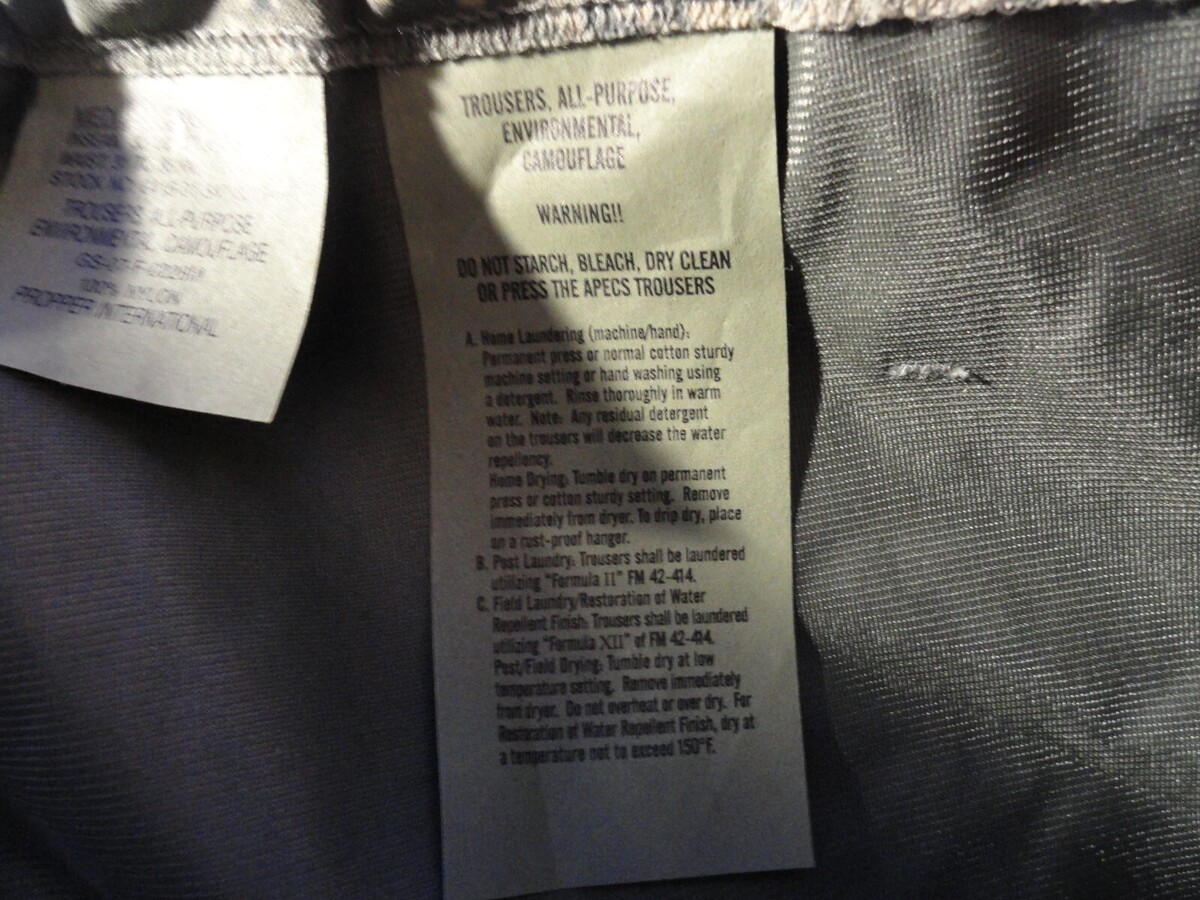 TROUSERS, ALL-PURPOSE
ENVIRONMENTAL, CAMOUFLAGE
100% NYLON
PROPPER INTERNATIONAL
TROUSERS, ALL-PURPOSE,
ENVIRONMENTAL,
CAMOUFLAGE
WARNING!!
DO NOT STARCH, BLEACH, DRY CLEAN
OR PRESS THE APECS TROUSERS
A. Home Laundering (machine/hand):
Permanent press or normal cotton sturdy
machine setting or hand washing using
a detergent. Rinse thoroughly in warm
water. Note: Any residual detergent
on the trousers will decrease the water
repellency.
Home Drying: Tumble dry on permanent
press or cotton sturdy setting. Remove
immediately from dryer. To drip dry, place
on a rust-proof hanger.
B. Post Laundry: Trousers shall be laundered
utilizing "Formula II" FM 42-414.
C. Field Laundry/Restoration of Water
Repellent Finish: Trousers shall be laundered
utilizing "Formula XII" of FM 42-414.
Post/Field Drying: Tumble dry at low
temperature setting. Remove immediately
from dryer. Do not overheat or over dry. For
Restoration of Water Repellent Finish, dry at
a temperature not to exceed 150°F.